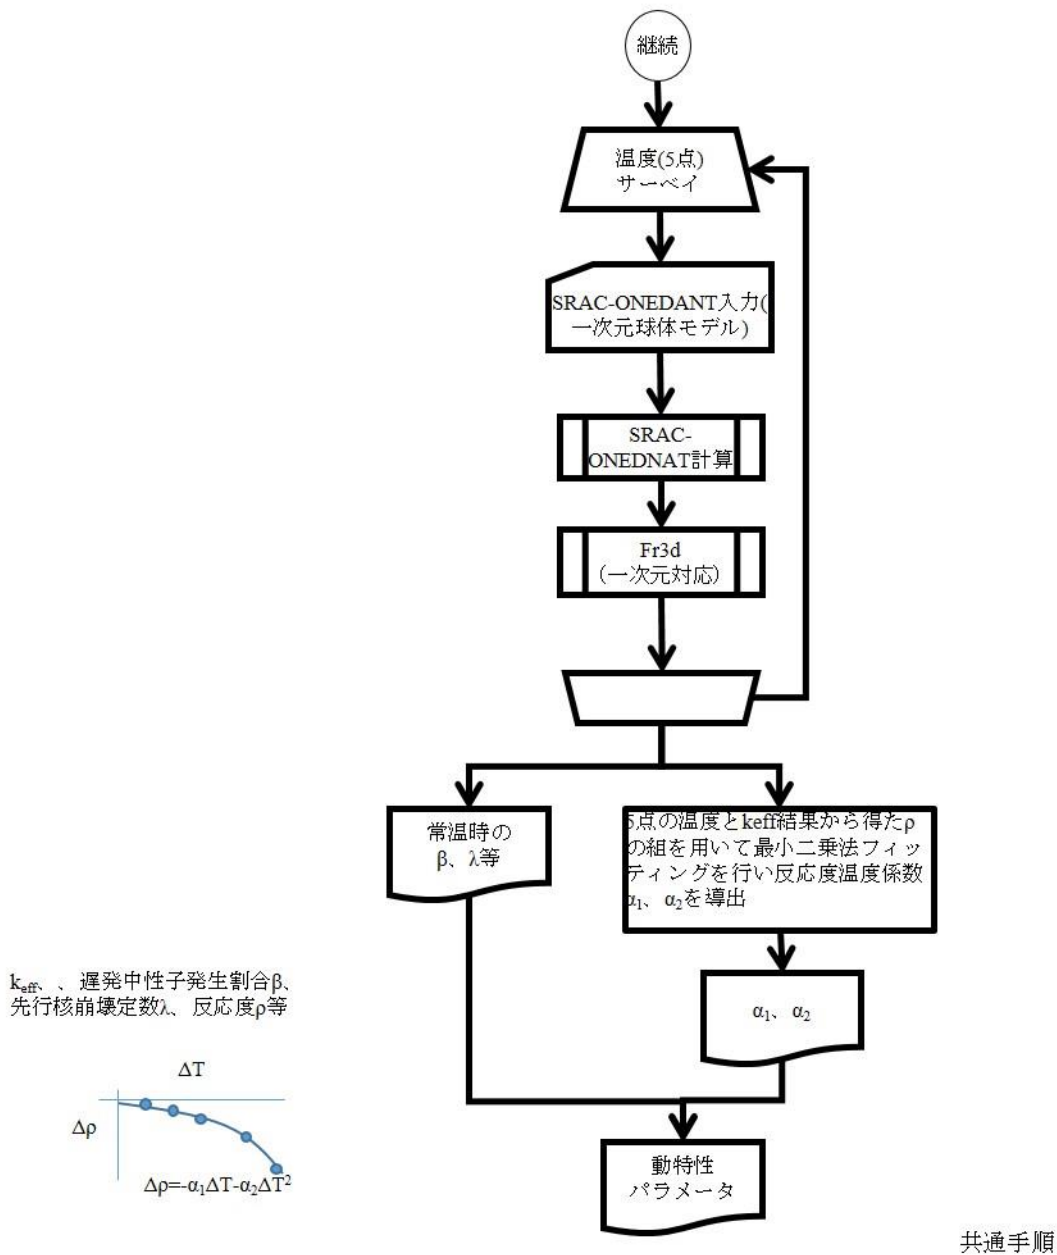 継続
温度(5点)
サーベイ
SRAC-ONEDANT入力(
一次元球体モデル)
SRAC-
ONEDNAT計算
Fr3d
（一次元対応）
常温時の
β、λ等
5点の温度とkeff結果から得たρ
の組を用いて最小二乗法フィッ
ティングを行い反応度温度係数
α₁、α₂を導出
α₁、α₂
動特性
パラメータ
keff、、遅発中性子発生割合β、
先行核崩壊定数λ、反応度ρ等
ΔT
Δρ
Δρ=-α₁ΔT-α₂ΔT²
共通手順